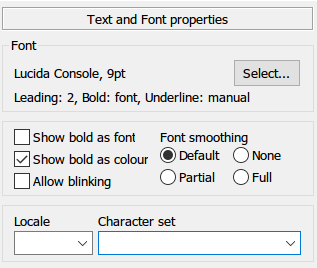 Text and Font properties
Font
Lucida Console, 9pt
Select...
Leading: 2, Bold: font, Underline: manual
Show bold as font
Font smoothing
Show bold as colour
Default
None
Allow blinking
Partial
Full
Locale
Character set